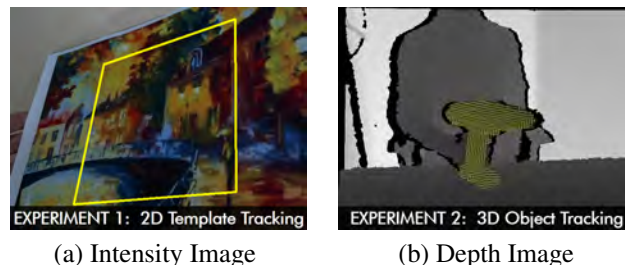 EXPERIMENT 1: 2D Template Tracking
EXPERIMENT 2: 3D Object Tracking
(a) Intensity Image
(b) Depth Image